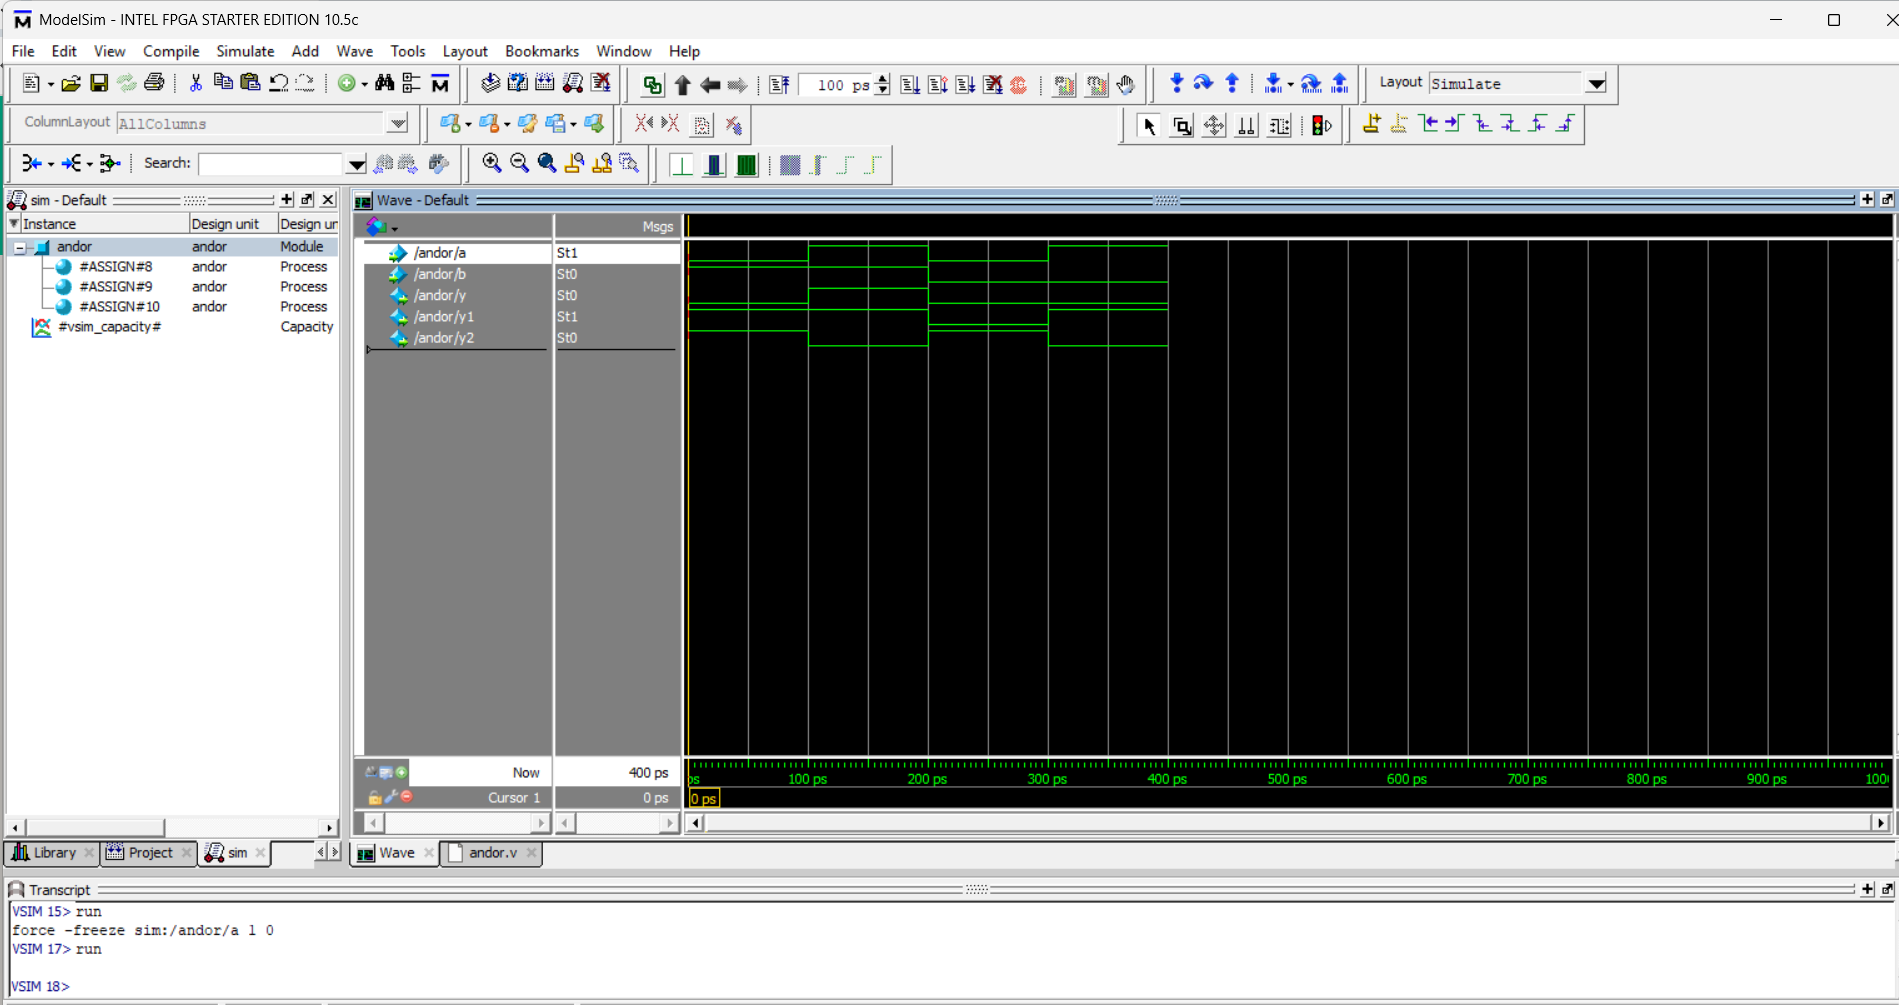 ModelSim - INTEL FPGA STARTER EDITION 10.5c
File Edit View Compile Simulate Add Wave Tools Layout Bookmarks Window Help
100 ps
Layout Simulate
ColumnLayout AllColumns
Search:
sim - Default
Instance Design unit Design ur
andor andor Module
#ASSIGN#8 andor Process
#ASSIGN#9 andor Process
#ASSIGN#10 andor Process
#vsim_capacity# Capacity
Wave - Default
Msgs
/andor/a St1
/andor/b St0
/andor/y St0
/andor/y1 St1
/andor/y2 St0
Now 400 ps
Cursor 1 0 ps
ps 100 ps 200 ps 300 ps 400 ps 500 ps 600 ps 700 ps 800 ps 900 ps 100
0 ps
Library Project sim
Wave andor.v
Transcript
VSIM 15> run
force -freeze sim:/andor/a 1 0
VSIM 17> run
VSIM 18>